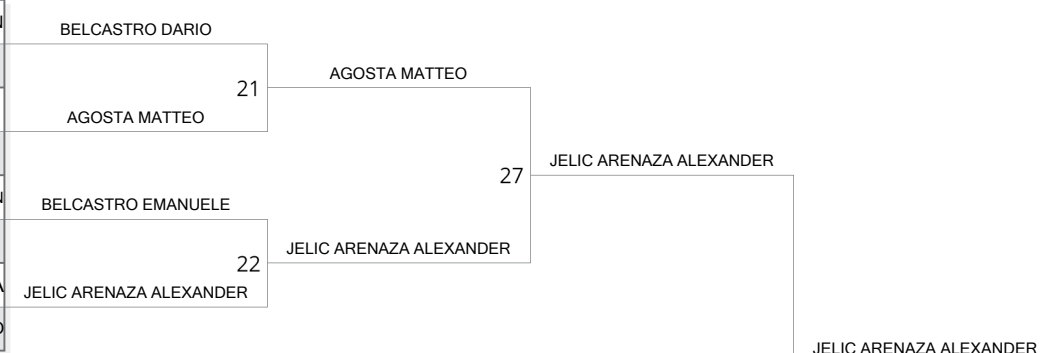 BELCASTRO DARIO
21
AGOSTA MATTEO
AGOSTA MATTEO
27
JELIC ARENAZA ALEXANDER
BELCASTRO EMANUELE
22
JELIC ARENAZA ALEXANDER
JELIC ARENAZA ALEXANDER
JELIC ARENAZA ALEXANDER